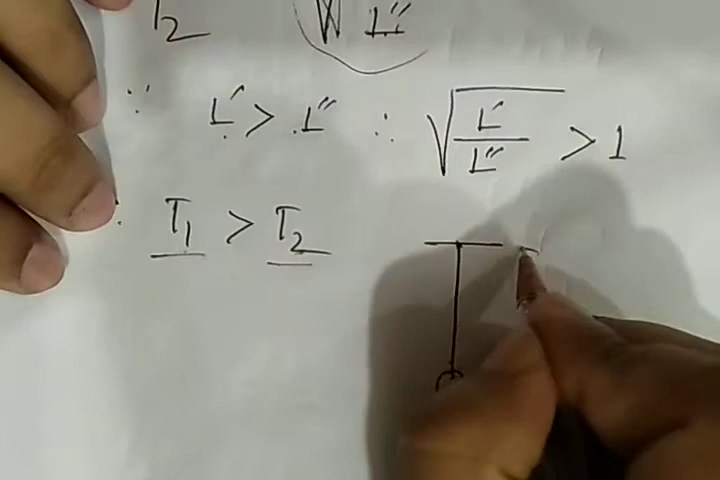 T₂ √ L″
∵ L′ > L″ ∴ √(L′/L″) > 1
∴ T₁ > T₂